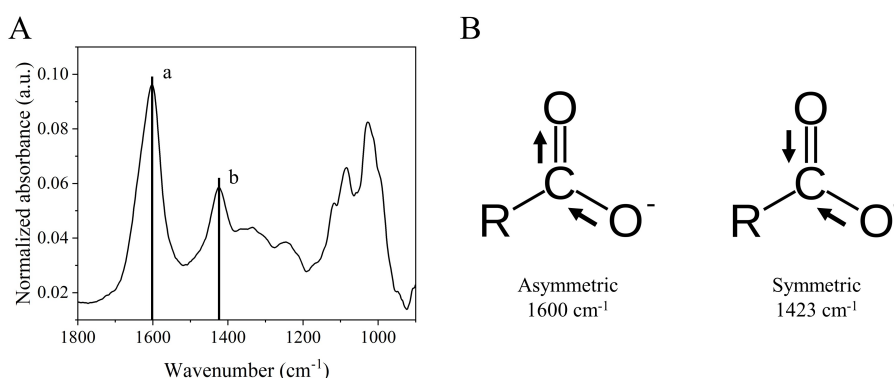 A
B
Normalized absorbance (a.u.)
0.10
0.08
0.06
0.04
0.02
a
b
1800
1600
1400
1200
1000
Wavenumber (cm⁻¹)
O
C
R
O⁻
Asymmetric
1600 cm⁻¹
O
C
R
O
Symmetric
1423 cm⁻¹